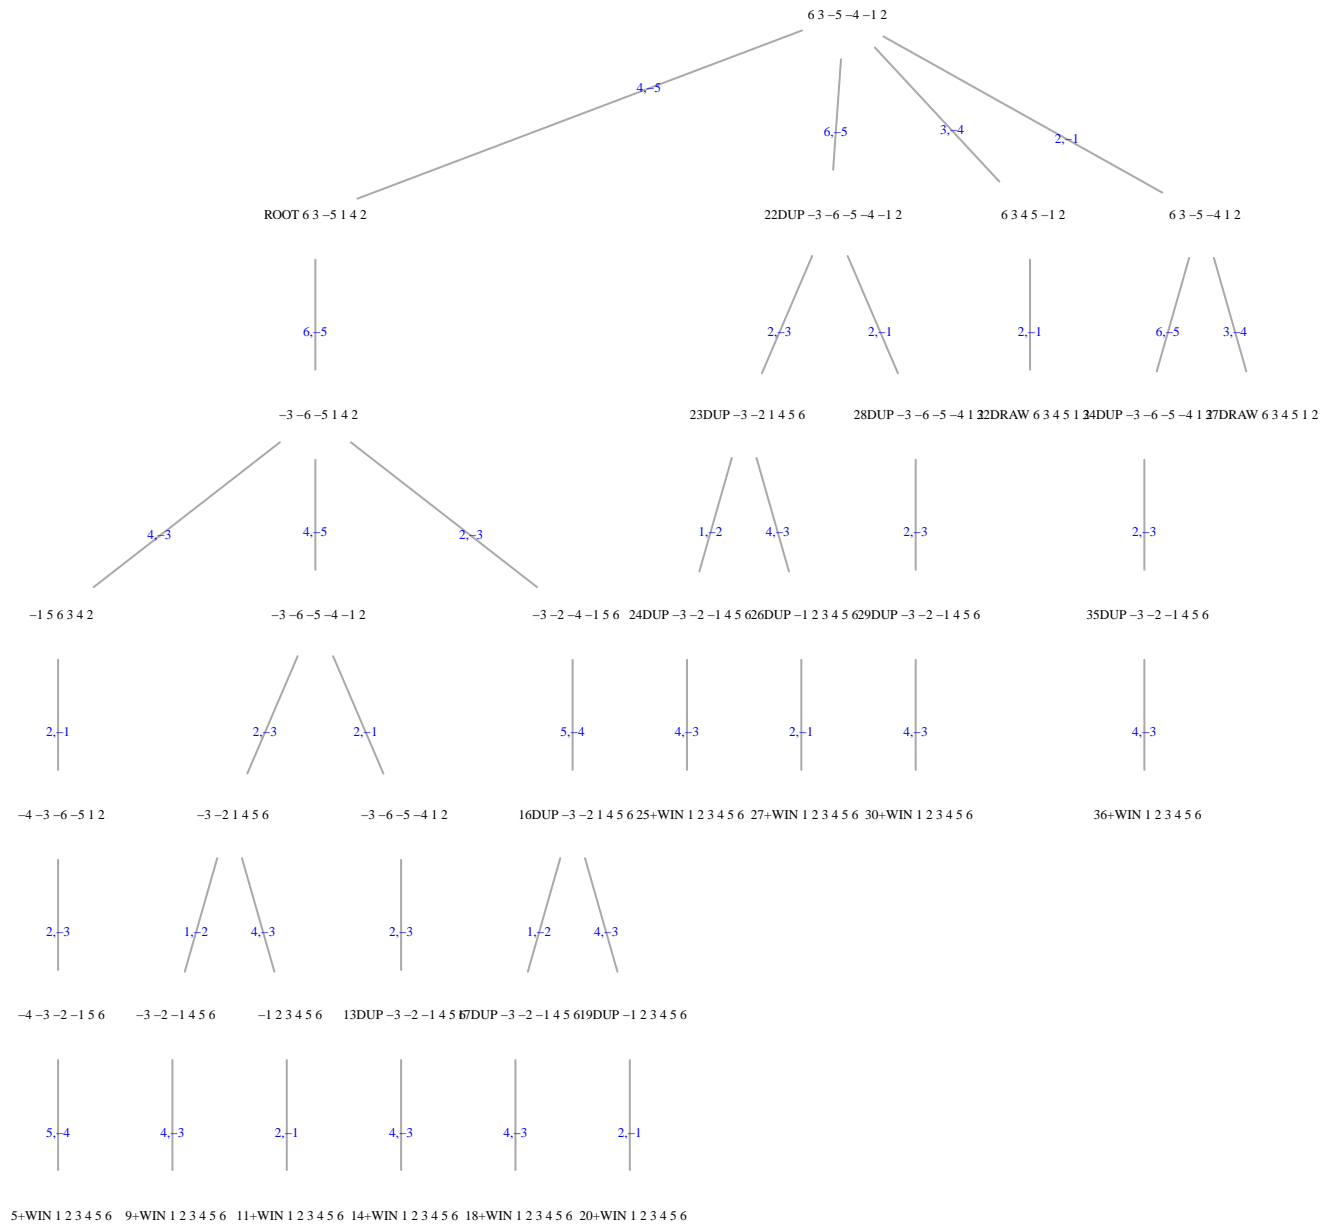 6 3 −5 −4 −1 2
4,−5
6,−5
3,−4
2,−1
ROOT 6 3 −5 1 4 2
22DUP −3 −6 −5 −4 −1 2
6 3 4 5 −1 2
6 3 −5 −4 1 2
6,−5
2,−3
2,−1
2,−1
6,−5
3,−4
−3 −6 −5 1 4 2
23DUP −3 −2 1 4 5 6
28DUP −3 −6 −5 −4 1 2
32DRAW 6 3 4 5 1 2
34DUP −3 −6 −5 −4 1 2
37DRAW 6 3 4 5 1 2
4,−3
4,−5
2,−3
1,−2
4,−3
2,−3
2,−3
−1 5 6 3 4 2
−3 −6 −5 −4 −1 2
−3 −2 −4 −1 5 6
24DUP −3 −2 −1 4 5 6
26DUP −1 2 3 4 5 6
29DUP −3 −2 −1 4 5 6
35DUP −3 −2 −1 4 5 6
2,−1
2,−3
2,−1
5,−4
4,−3
2,−1
4,−3
4,−3
−4 −3 −6 −5 1 2
−3 −2 1 4 5 6
−3 −6 −5 −4 1 2
16DUP −3 −2 1 4 5 6
25+WIN 1 2 3 4 5 6
27+WIN 1 2 3 4 5 6
30+WIN 1 2 3 4 5 6
36+WIN 1 2 3 4 5 6
2,−3
1,−2
4,−3
2,−3
1,−2
4,−3
−4 −3 −2 −1 5 6
−3 −2 −1 4 5 6
−1 2 3 4 5 6
13DUP −3 −2 −1 4 5 6
17DUP −3 −2 −1 4 5 6
19DUP −1 2 3 4 5 6
5,−4
4,−3
2,−1
4,−3
4,−3
2,−1
5+WIN 1 2 3 4 5 6
9+WIN 1 2 3 4 5 6
11+WIN 1 2 3 4 5 6
14+WIN 1 2 3 4 5 6
18+WIN 1 2 3 4 5 6
20+WIN 1 2 3 4 5 6